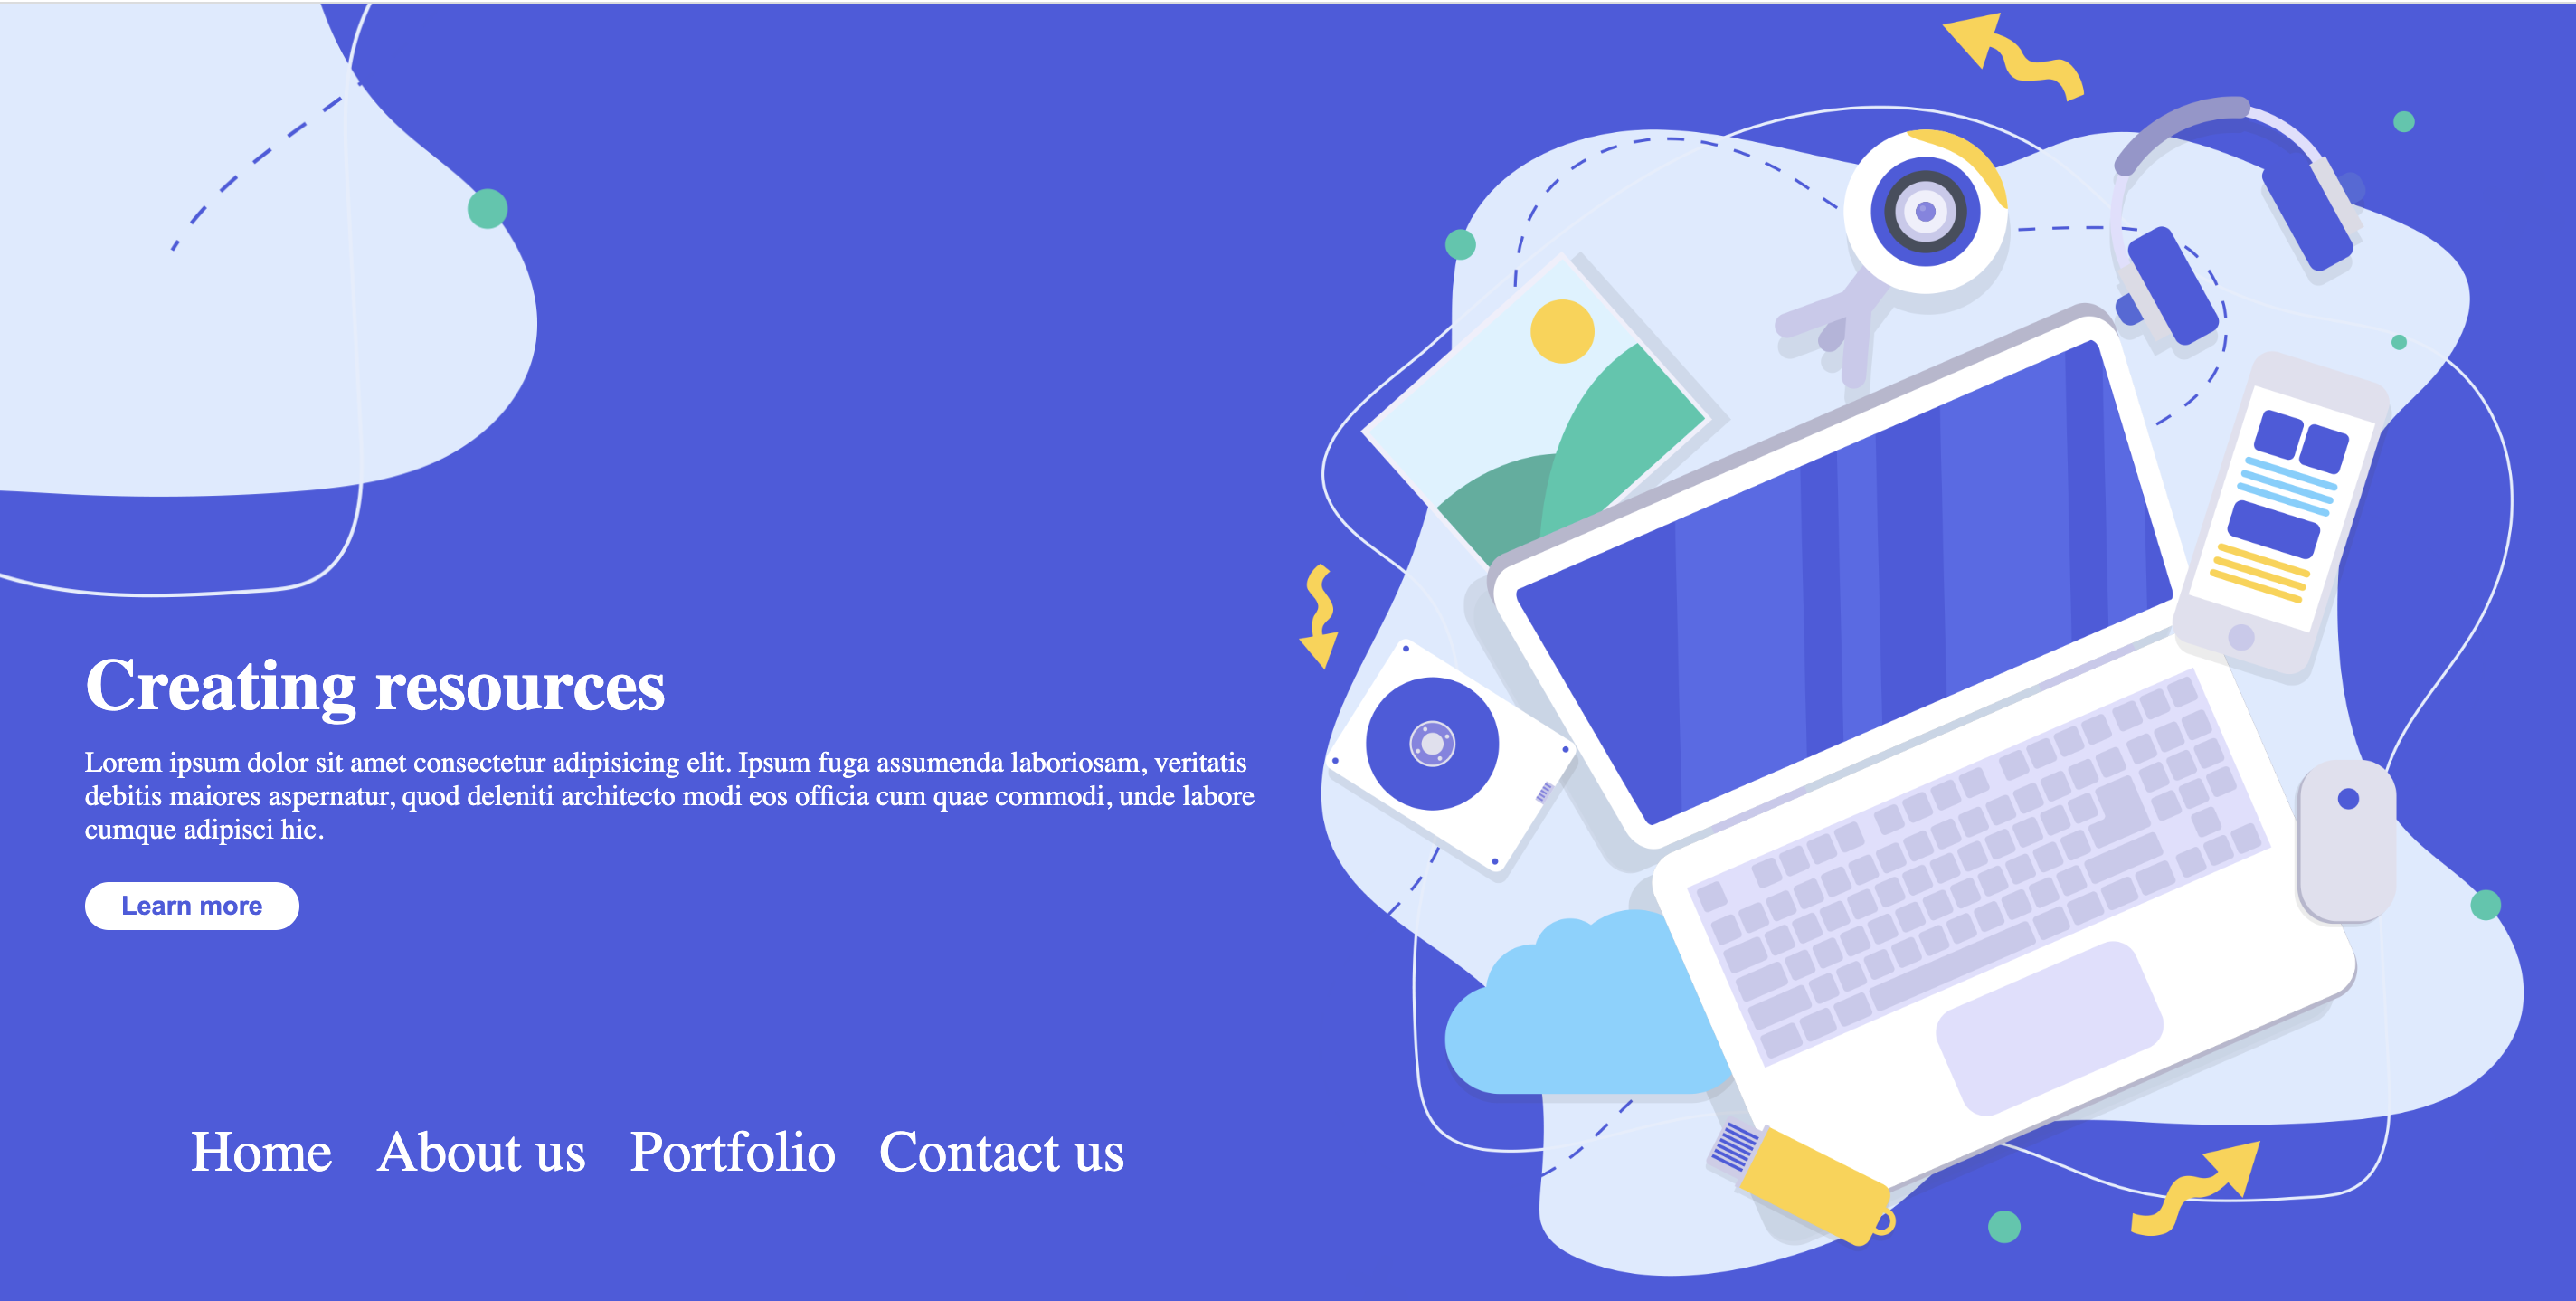 Creating resources
Lorem ipsum dolor sit amet consectetur adipisicing elit. Ipsum fuga assumenda laboriosam, veritatis
debitis maiores aspernatur, quod deleniti architecto modi eos officia cum quae commodi, unde labore
cumque adipisci hic.
Learn more
Home About us Portfolio Contact us